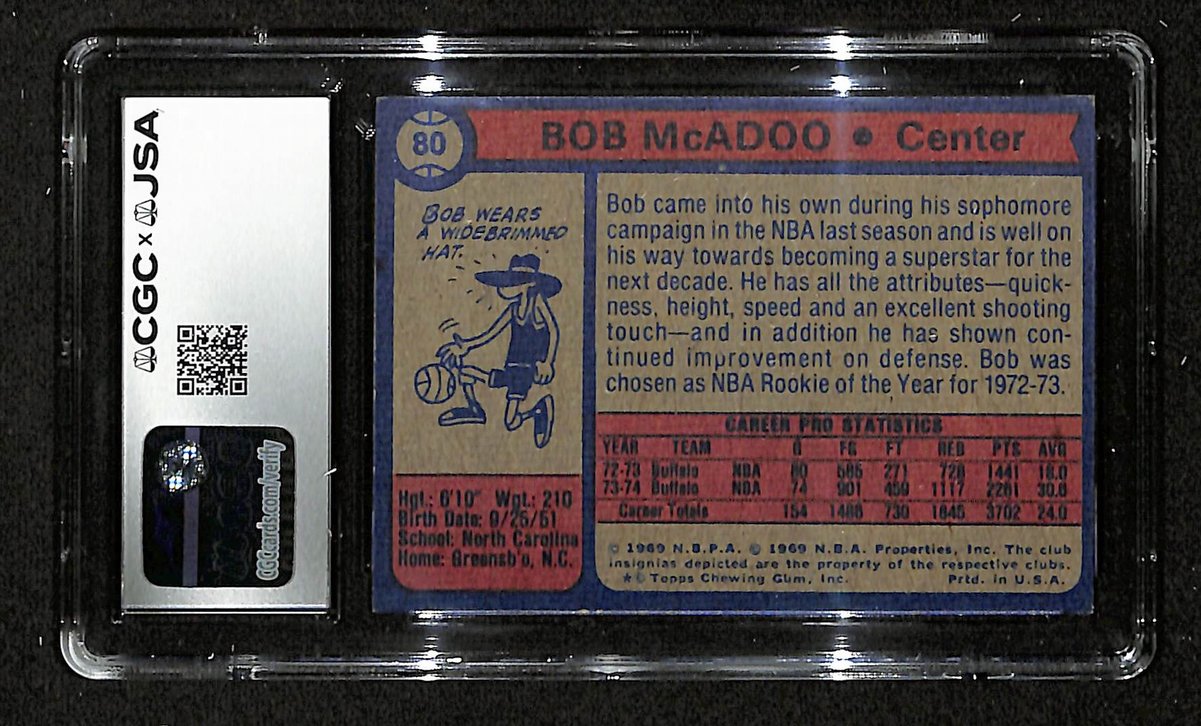 CGC x JSA
CGCcards.com/verify
80
BOB McADOO • Center
BOB WEARS
A WIDEBRIMMED
HAT.
Bob came into his own during his sophomore
campaign in the NBA last season and is well on
his way towards becoming a superstar for the
next decade. He has all the attributes—quick-
ness, height, speed and an excellent shooting
touch—and in addition he has shown con-
tinued improvement on defense. Bob was
chosen as NBA Rookie of the Year for 1972-73.
CAREER PRO STATISTICS
YEAR TEAM G FG FT REB PTS AVG
72-73 Buffalo NBA 80 585 271 728 1441 18.0
73-74 Buffalo NBA 74 901 459 1117 2261 30.6
Career Totals 154 1486 730 1845 3702 24.0
Hgt.: 6'10" Wgt.: 210
Birth Date: 9/25/51
School: North Carolina
Home: Greensb'o, N.C.
© 1969 N.B.P.A. © 1969 N.B.A. Properties, Inc. The club
insignias depicted are the property of the respective clubs.
★ © Topps Chewing Gum, Inc. Prtd. in U.S.A.